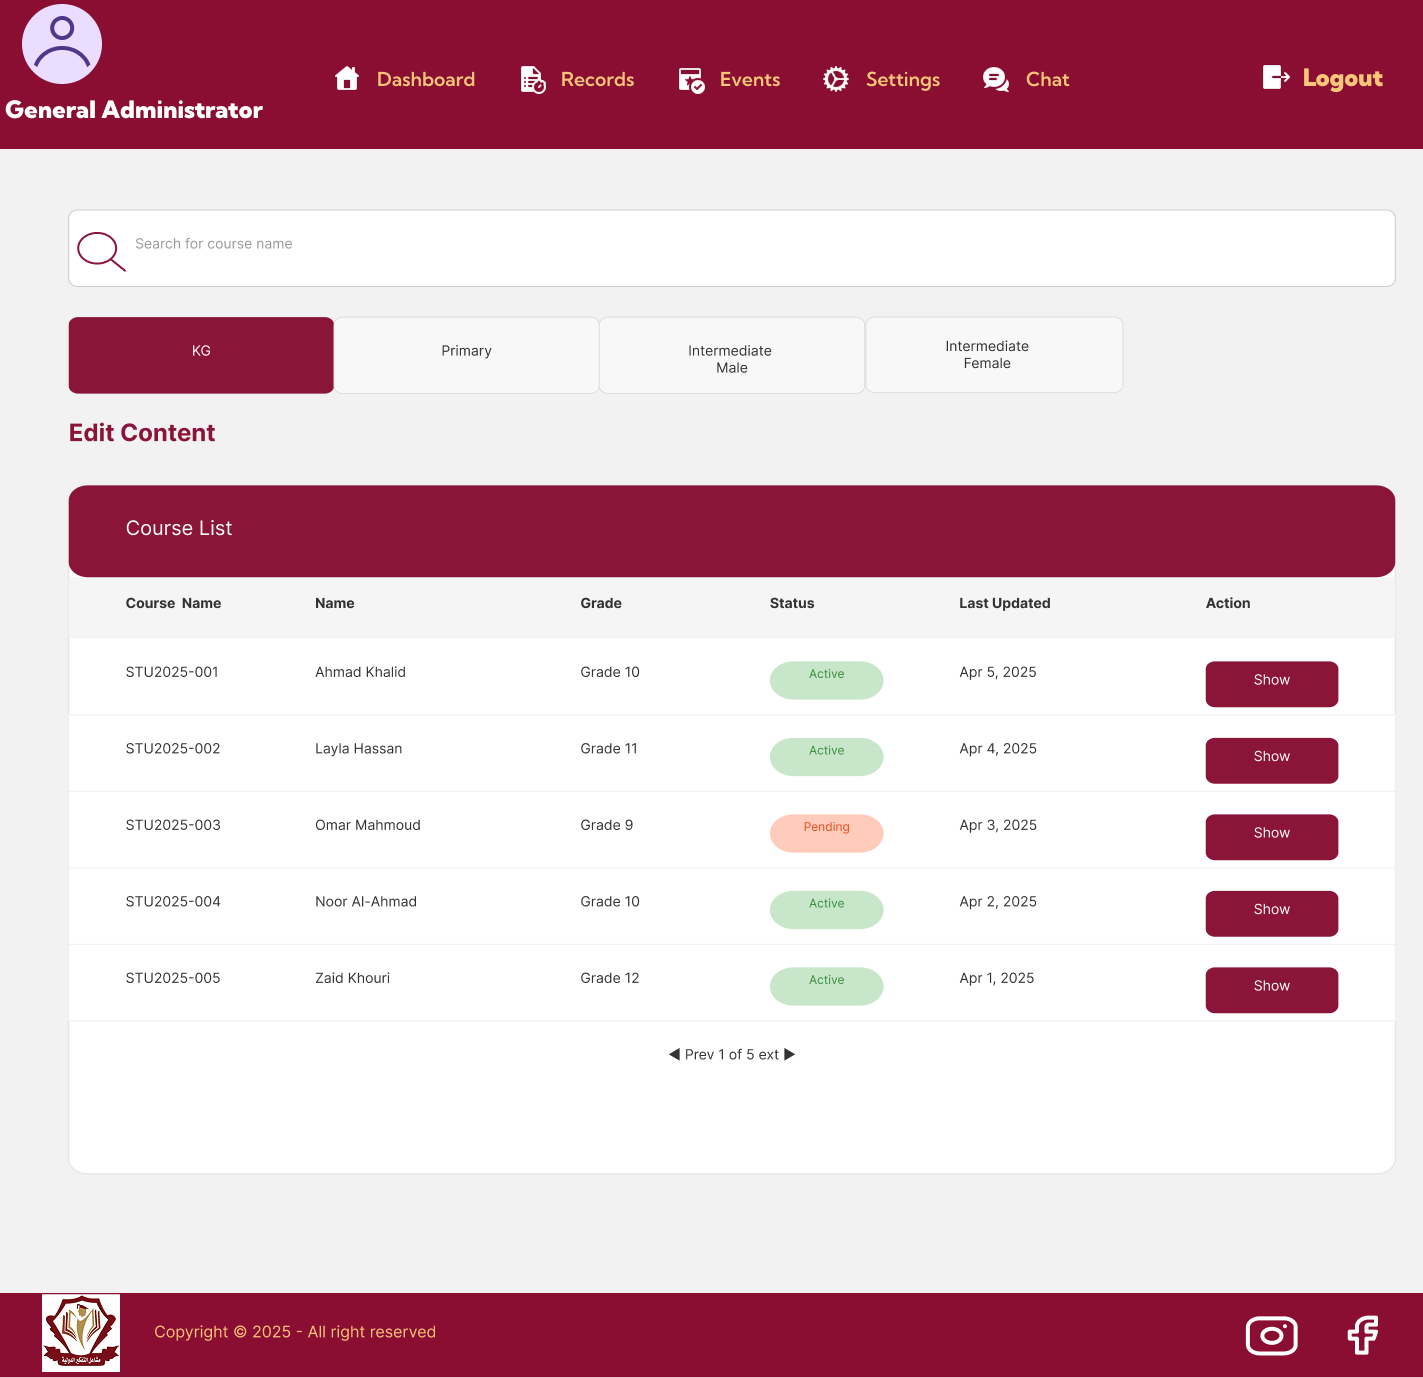 General Administrator
Dashboard
Records
Events
Settings
Chat
Logout
Search for course name
KG
Primary
Intermediate
Male
Intermediate
Female
Edit Content
Course List
Course Name Name Grade Status Last Updated Action
STU2025-001 Ahmad Khalid Grade 10 Active Apr 5, 2025 Show
STU2025-002 Layla Hassan Grade 11 Active Apr 4, 2025 Show
STU2025-003 Omar Mahmoud Grade 9 Pending Apr 3, 2025 Show
STU2025-004 Noor Al-Ahmad Grade 10 Active Apr 2, 2025 Show
STU2025-005 Zaid Khouri Grade 12 Active Apr 1, 2025 Show
◀ Prev 1 of 5 ext ▶
Copyright © 2025 - All right reserved